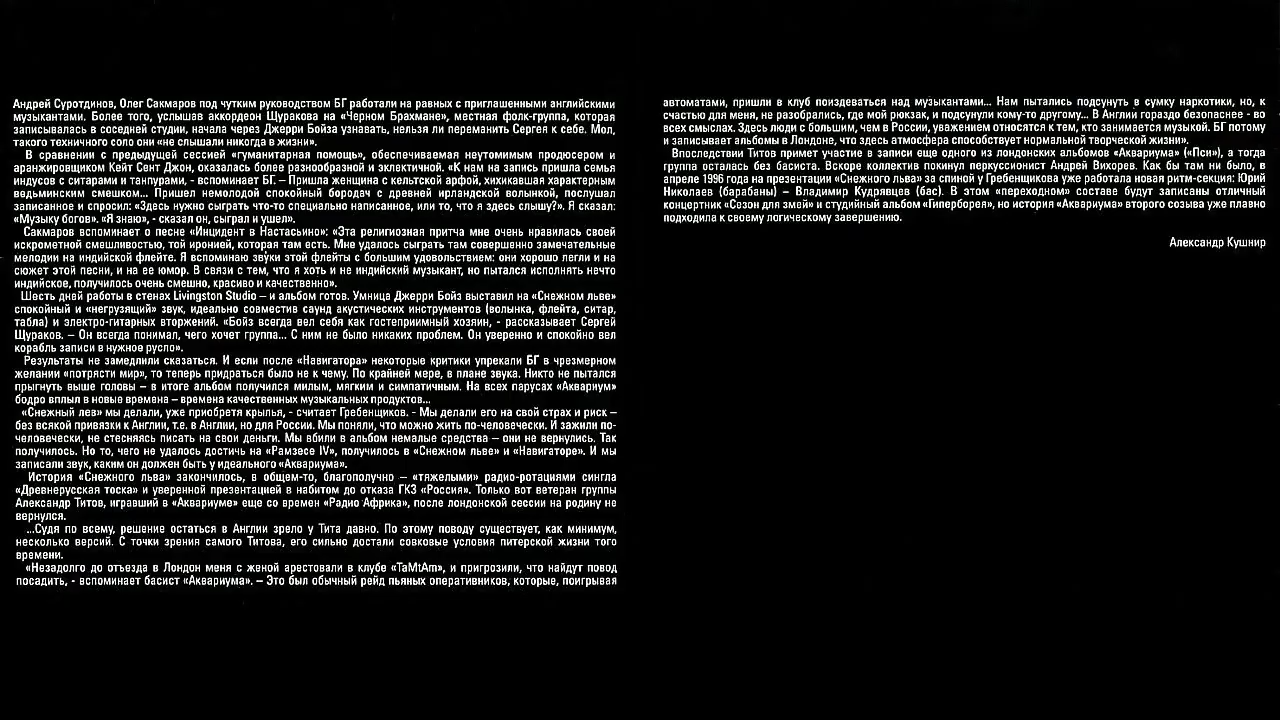 Андрей Суротдинов, Олег Сакмаров под чутким руководством БГ работали на равных с приглашенными английскими
музыкантами. Более того, услышав аккордеон Щуракова на «Черном Брахмане», местная фолк-группа, которая
записывалась в соседней студии, начала через Джерри Бойза узнавать, нельзя ли переманить Сергея к себе. Мол,
такого техничного соло они «не слышали никогда в жизни».
В сравнении с предыдущей сессией «гуманитарная помощь», обеспечиваемая неутомимым продюсером и
аранжировщиком Кейт Сент Джон, оказалась более разнообразной и эклектичной. «К нам на запись пришла семья
индусов с ситарами и танпурами, - вспоминает БГ. – Пришла женщина с кельтской арфой, хихикавшая характерным
ведьминским смешком... Пришел немолодой спокойный бородач с древней ирландской волынкой, послушал
записанное и спросил: «Здесь нужно сыграть что-то специально написанное, или то, что я здесь слышу?». Я сказал:
«Музыку богов». «Я знаю», - сказал он, сыграл и ушел».
Сакмаров вспоминает о песне «Инцидент в Настасьино»: «Эта религиозная притча мне очень нравилась своей
искрометной смешливостью, той иронией, которая там есть. Мне удалось сыграть там совершенно замечательные
мелодии на индийской флейте. Я вспоминаю звуки этой флейты с большим удовольствием: они хорошо легли и на
сюжет этой песни, и на ее юмор. В связи с тем, что я хоть и не индийский музыкант, но пытался исполнять нечто
индийское, получилось очень смешно, красиво и качественно».
Шесть дней работы в стенах Livingston Studio – и альбом готов. Умница Джерри Бойз выставил на «Снежном льве»
спокойный и «негрузящий» звук, идеально совместив саунд акустических инструментов (волынка, флейта, ситар,
табла) и электро-гитарных вторжений. «Бойз всегда вел себя как гостеприимный хозяин, - рассказывает Сергей
Щураков. – Он всегда понимал, чего хочет группа... С ним не было никаких проблем. Он уверенно и спокойно вел
корабль записи в нужное русло».
Результаты не замедлили сказаться. И если после «Навигатора» некоторые критики упрекали БГ в чрезмерном
желании «потрясти мир», то теперь придраться было не к чему. По крайней мере, в плане звука. Никто не пытался
прыгнуть выше головы – в итоге альбом получился милым, мягким и симпатичным. На всех парусах «Аквариум»
бодро вплыл в новые времена – времена качественных музыкальных продуктов...
«Снежный лев» мы делали, уже приобретя крылья, - считает Гребенщиков. - Мы делали его на свой страх и риск –
без всякой привязки к Англии, т.е. в Англии, но для России. Мы поняли, что можно жить по-человечески. И зажили по-
человечески, не стесняясь писать на свои деньги. Мы вбили в альбом немалые средства – они не вернулись. Так
получилось. Но то, чего не удалось достичь на «Рамзесе IV», получилось в «Снежном льве» и «Навигаторе». И мы
записали звук, каким он должен быть у идеального «Аквариума».
История «Снежного льва» закончилось, в общем-то, благополучно – «тяжелыми» радио-ротациями сингла
«Древнерусская тоска» и уверенной презентацией в набитом до отказа ГКЗ «Россия». Только вот ветеран группы
Александр Титов, игравший в «Аквариуме» еще со времен «Радио Африка», после лондонской сессии на родину не
вернулся.
...Судя по всему, решение остаться в Англии зрело у Тита давно. По этому поводу существует, как минимум,
несколько версий. С точки зрения самого Титова, его сильно достали совковые условия питерской жизни того
времени.
«Незадолго до отъезда в Лондон меня с женой арестовали в клубе «TaMtAm», и пригрозили, что найдут повод
посадить, - вспоминает басист «Аквариума». – Это был обычный рейд пьяных оперативников, которые, поигрывая
автоматами, пришли в клуб поиздеваться над музыкантами... Нам пытались подсунуть в сумку наркотики, но, к
счастью для меня, не разобрались, где мой рюкзак, и подсунули кому-то другому... В Англии гораздо безопаснее - во
всех смыслах. Здесь люди с большим, чем в России, уважением относятся к тем, кто занимается музыкой. БГ потому
и записывает альбомы в Лондоне, что здесь атмосфера способствует нормальной творческой жизни».
Впоследствии Титов примет участие в записи еще одного из лондонских альбомов «Аквариума» («Пси»), а тогда
группа осталась без басиста. Вскоре коллектив покинул перкуссионист Андрей Вихорев. Как бы там ни было, в
апреле 1996 года на презентации «Снежного льва» за спиной у Гребенщикова уже работала новая ритм-секция: Юрий
Николаев (барабаны) – Владимир Кудрявцев (бас). В этом «переходном» составе будут записаны отличный
концертник «Сезон для змей» и студийный альбом «Гиперборея», но история «Аквариума» второго созыва уже плавно
подходила к своему логическому завершению.
Александр Кушнир